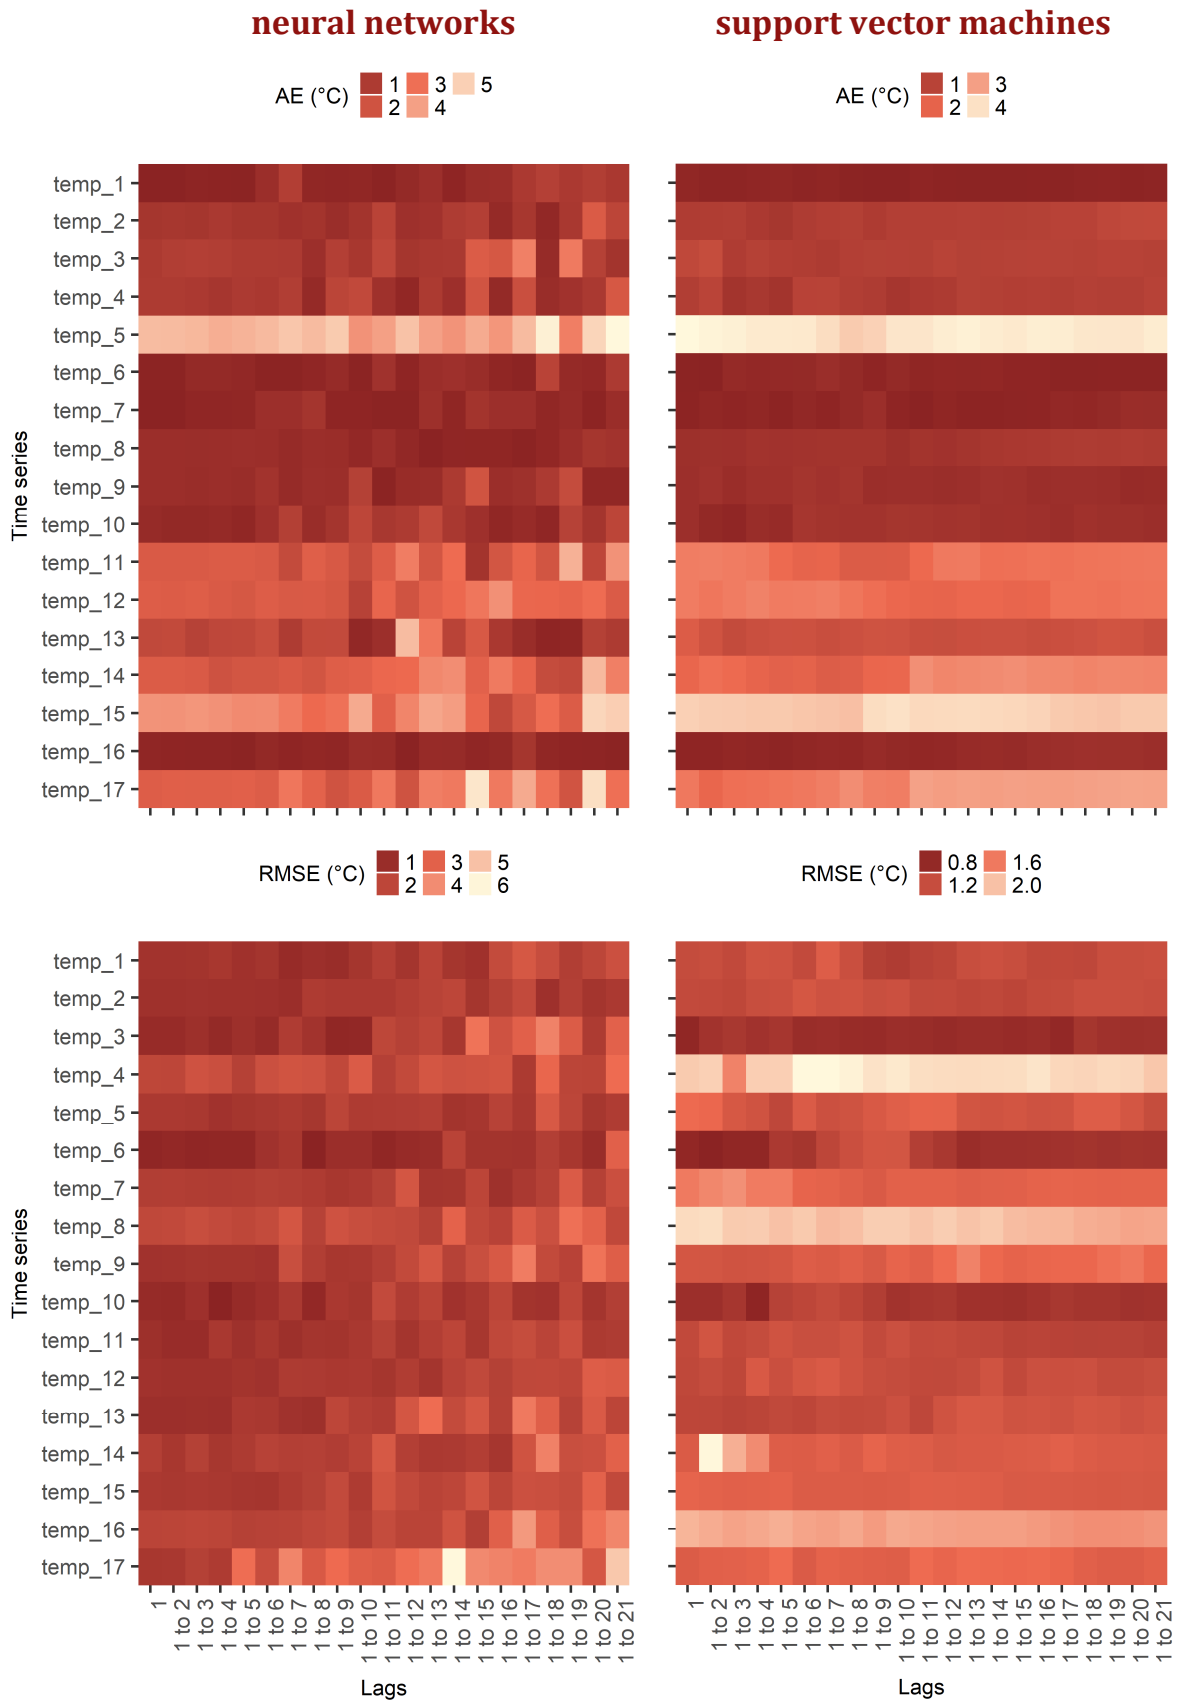 neural networks
support vector machines
AE (°C)
1 3 5
2 4
AE (°C)
1 3
2 4
Time series
temp_1
temp_2
temp_3
temp_4
temp_5
temp_6
temp_7
temp_8
temp_9
temp_10
temp_11
temp_12
temp_13
temp_14
temp_15
temp_16
temp_17
RMSE (°C)
1 3 5
2 4 6
RMSE (°C)
0.8 1.6
1.2 2.0
Time series
temp_1
temp_2
temp_3
temp_4
temp_5
temp_6
temp_7
temp_8
temp_9
temp_10
temp_11
temp_12
temp_13
temp_14
temp_15
temp_16
temp_17
1
1 to 2
1 to 3
1 to 4
1 to 5
1 to 6
1 to 7
1 to 8
1 to 9
1 to 10
1 to 11
1 to 12
1 to 13
1 to 14
1 to 15
1 to 16
1 to 17
1 to 18
1 to 19
1 to 20
1 to 21
Lags
1
1 to 2
1 to 3
1 to 4
1 to 5
1 to 6
1 to 7
1 to 8
1 to 9
1 to 10
1 to 11
1 to 12
1 to 13
1 to 14
1 to 15
1 to 16
1 to 17
1 to 18
1 to 19
1 to 20
1 to 21
Lags